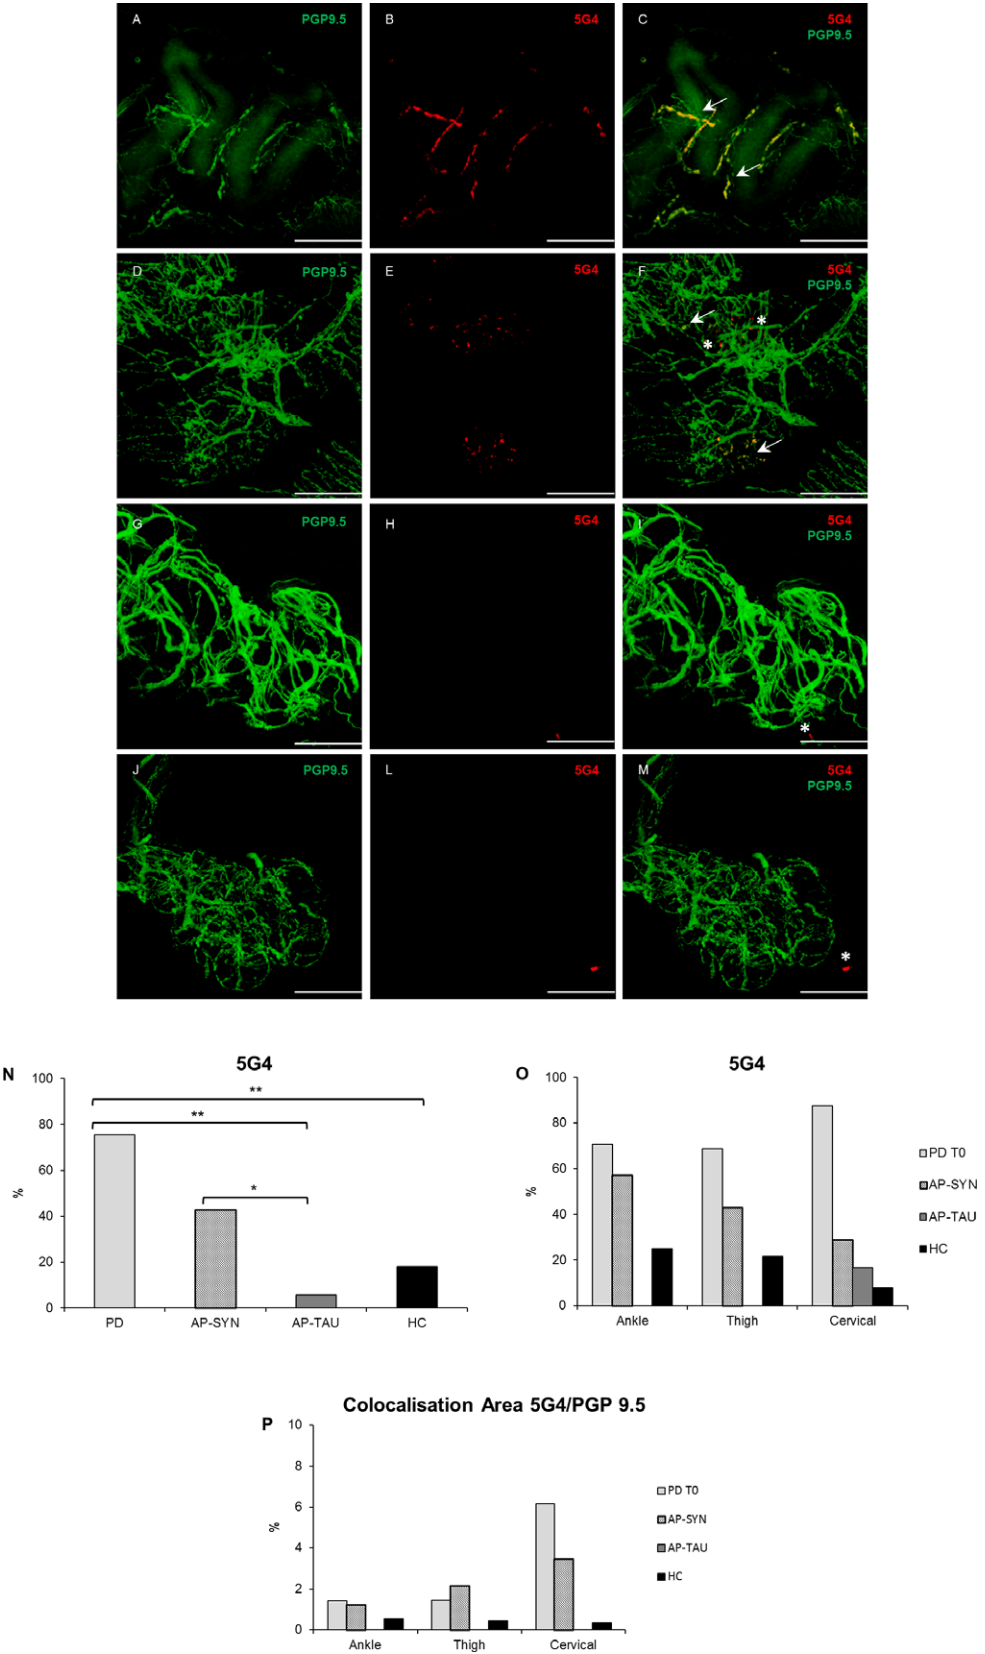 A PGP9.5
B 5G4
C 5G4
PGP9.5
D PGP9.5
E 5G4
F 5G4
PGP9.5
* *
G PGP9.5
H 5G4
I 5G4
PGP9.5
*
J PGP9.5
L 5G4
M 5G4
PGP9.5
*
N 5G4
100
80
60
40
20
0
%
**
**
*
PD AP-SYN AP-TAU HC
O 5G4
100
80
60
40
20
0
%
Ankle Thigh Cervical
PD T0
AP-SYN
AP-TAU
HC
Colocalisation Area 5G4/PGP 9.5
P
10
8
6
4
2
0
%
Ankle Thigh Cervical
PD T0
AP-SYN
AP-TAU
HC